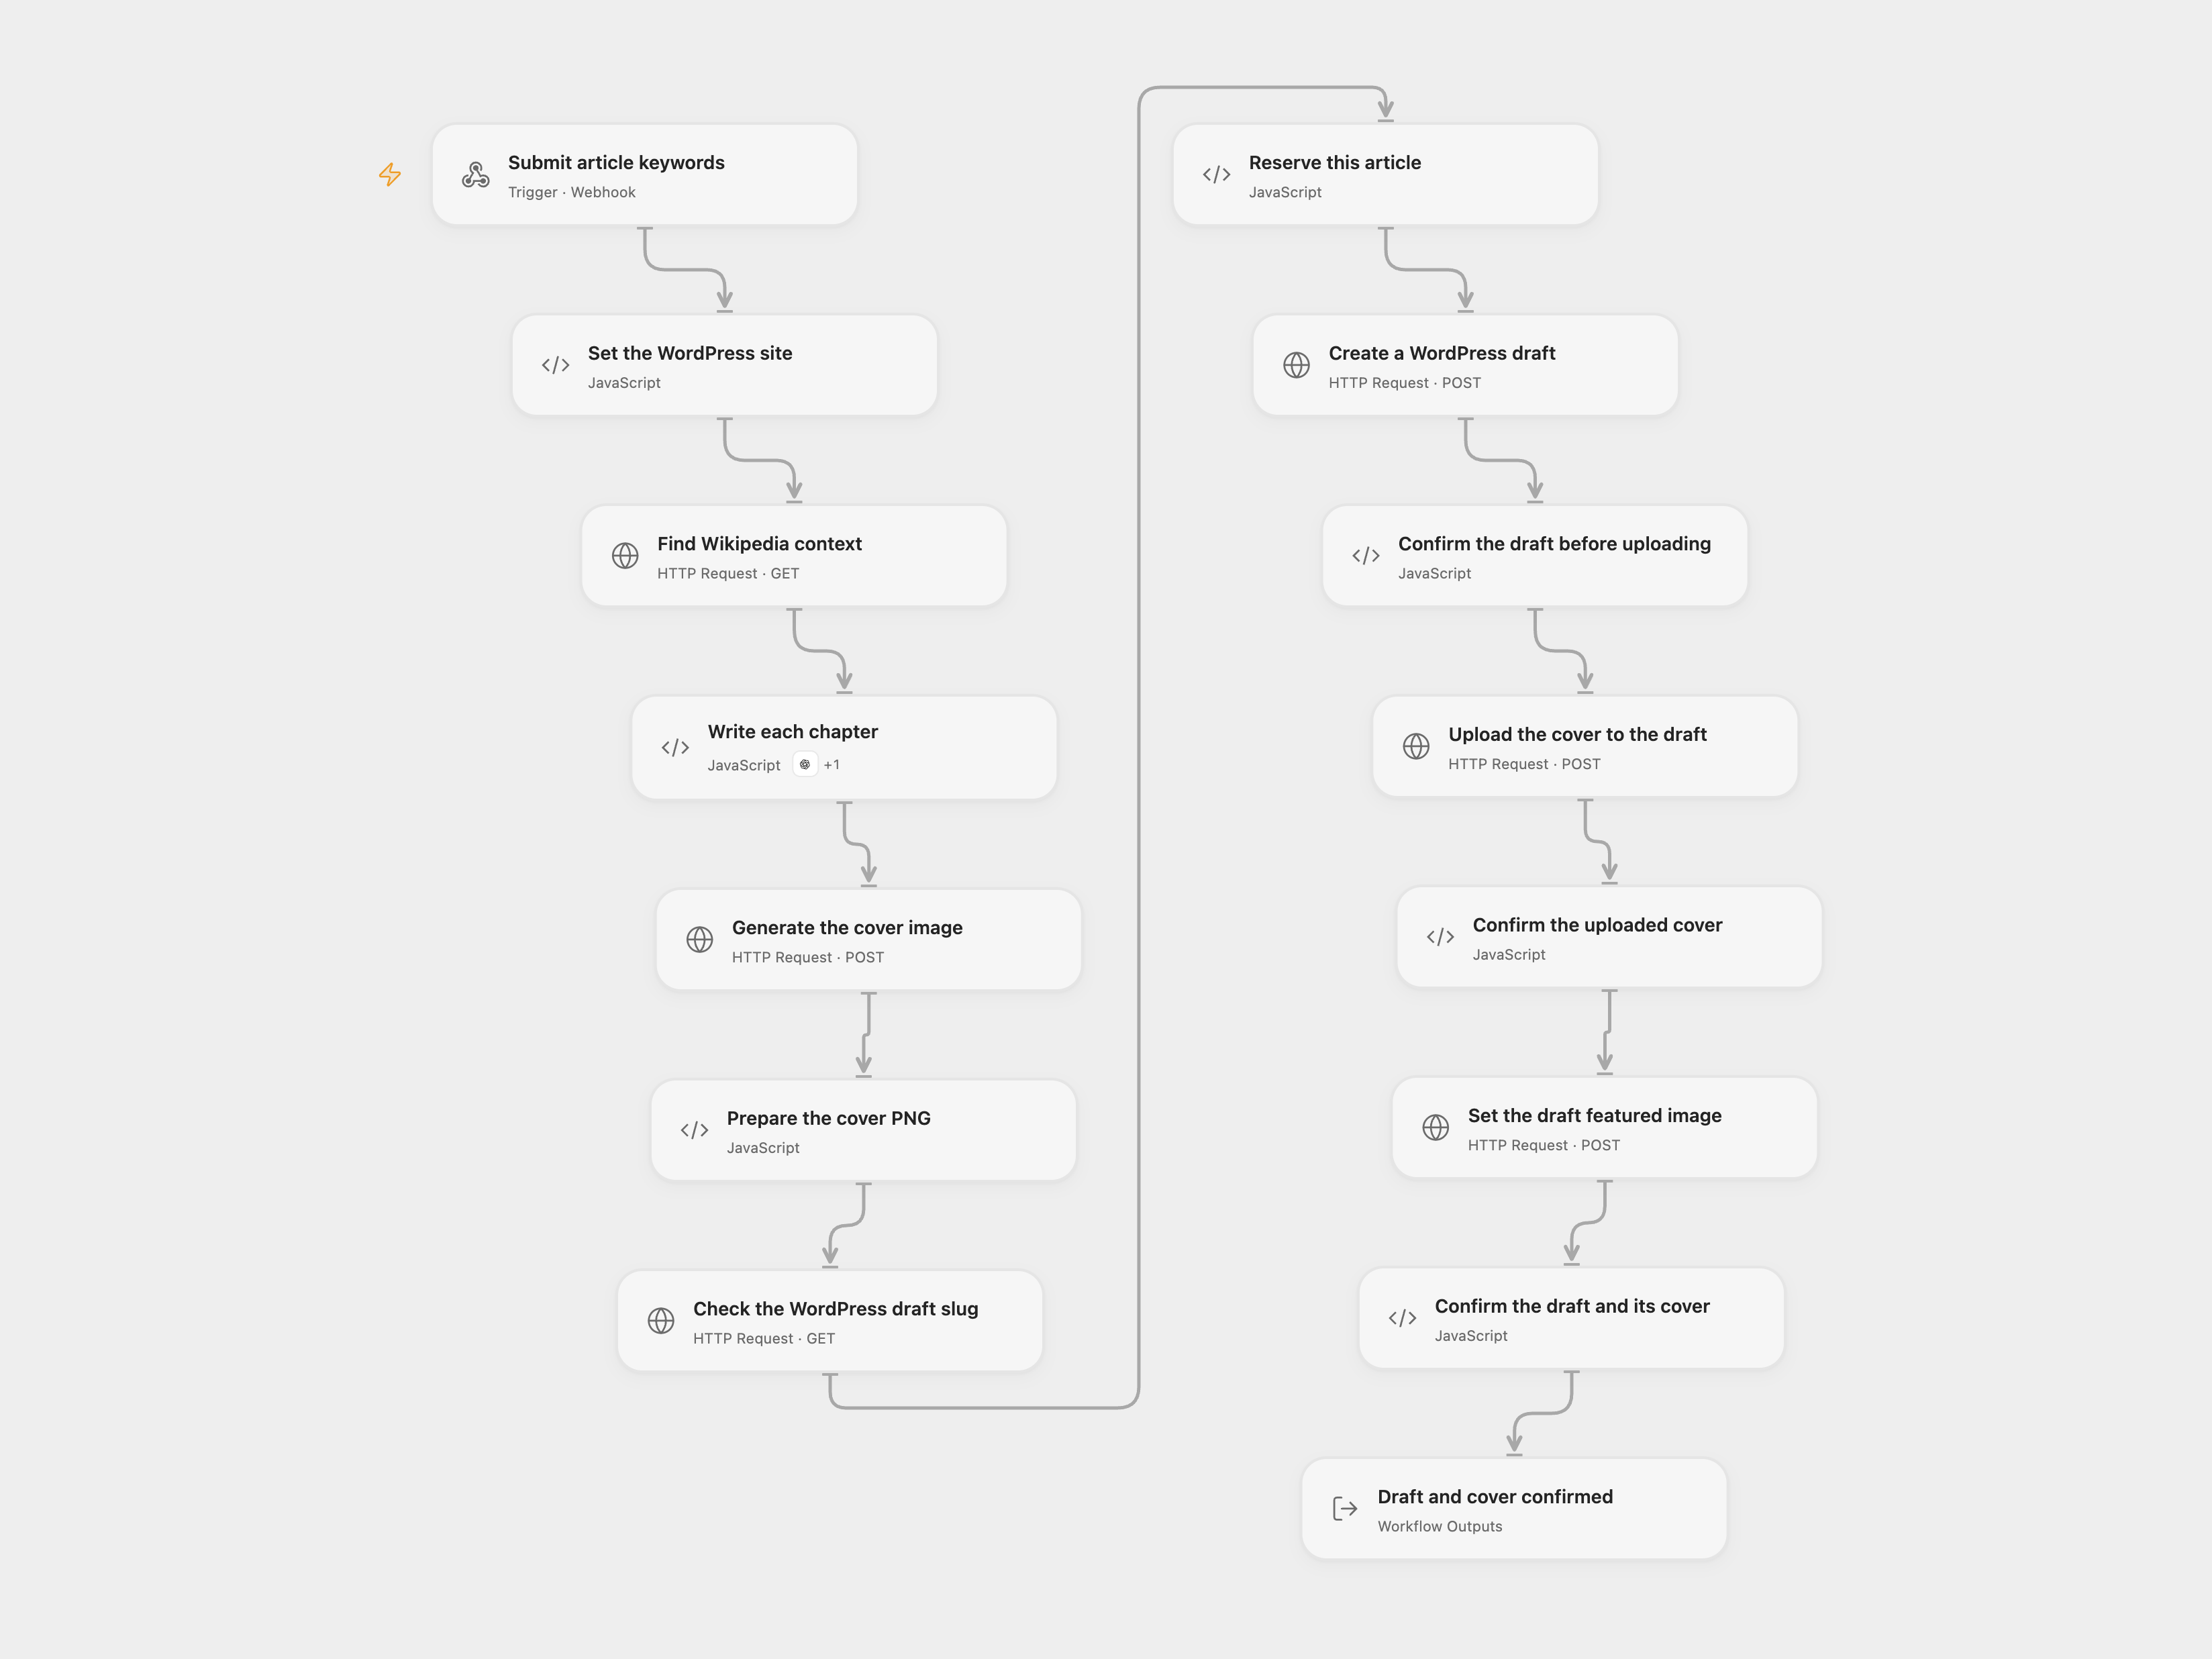 Submit article keywords
Trigger · Webhook
Set the WordPress site
JavaScript
Find Wikipedia context
HTTP Request · GET
Write each chapter
JavaScript +1
Generate the cover image
HTTP Request · POST
Prepare the cover PNG
JavaScript
Check the WordPress draft slug
HTTP Request · GET
Reserve this article
JavaScript
Create a WordPress draft
HTTP Request · POST
Confirm the draft before uploading
JavaScript
Upload the cover to the draft
HTTP Request · POST
Confirm the uploaded cover
JavaScript
Set the draft featured image
HTTP Request · POST
Confirm the draft and its cover
JavaScript
Draft and cover confirmed
Workflow Outputs